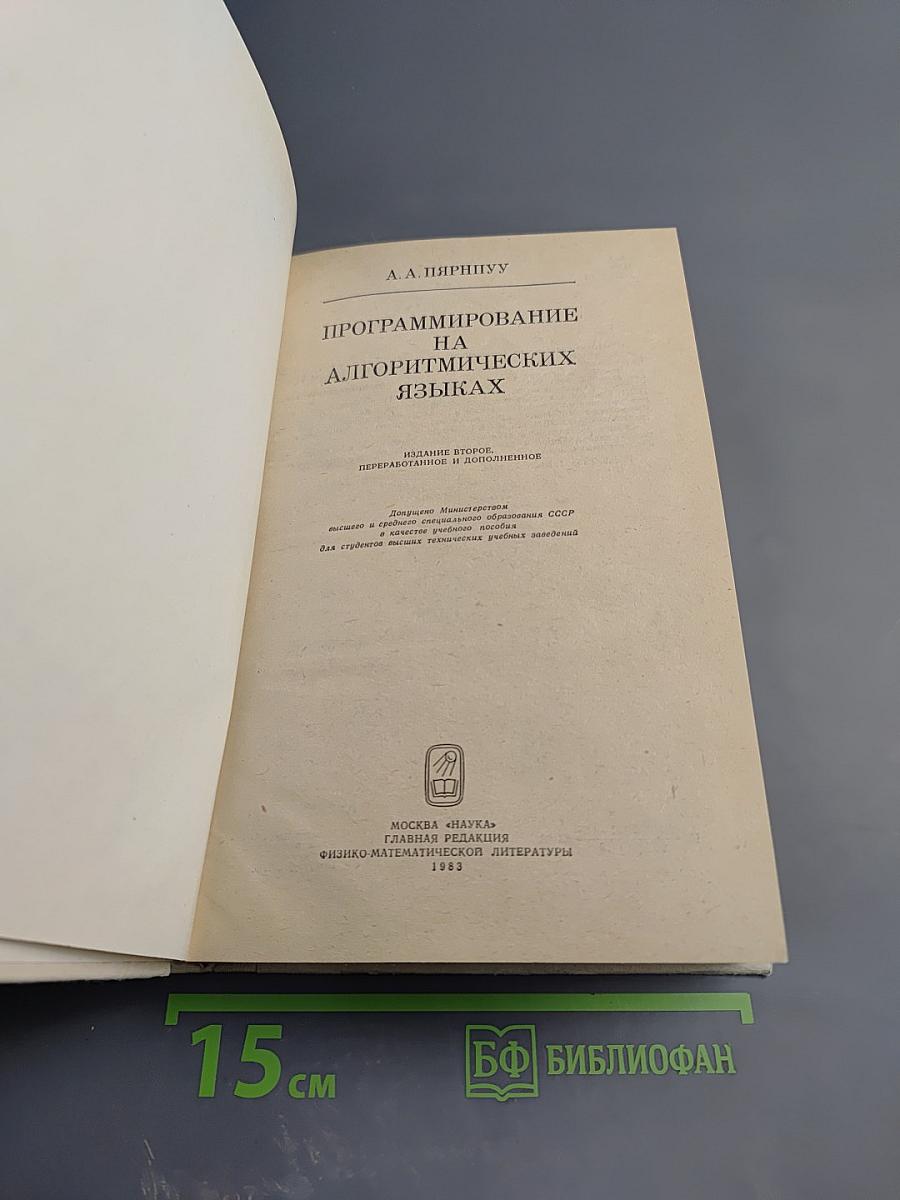 А. А. ПЯРНПУУ
ПРОГРАММИРОВАНИЕ
НА
АЛГОРИТМИЧЕСКИХ
ЯЗЫКАХ
ИЗДАНИЕ ВТОРОЕ,
ПЕРЕРАБОТАННОЕ И ДОПОЛНЕННОЕ
Допущено Министерством
высшего и среднего специального образования СССР
в качестве учебного пособия
для студентов высших технических учебных заведений
МОСКВА «НАУКА»
ГЛАВНАЯ РЕДАКЦИЯ
ФИЗИКО-МАТЕМАТИЧЕСКОЙ ЛИТЕРАТУРЫ
1983
15 см
БФ БИБЛИОФАН